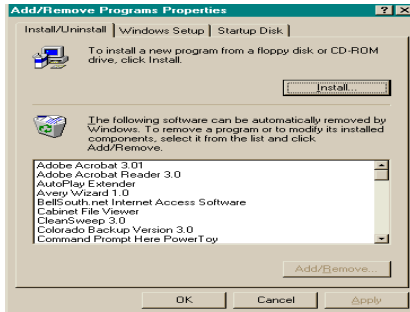 Add/Remove Programs Properties
Install/Uninstall Windows Setup Startup Disk
To install a new program from a floppy disk or CD-ROM
drive, click Install.
Install...
The following software can be automatically removed by
Windows. To remove a program or to modify its installed
components, select it from the list and click
Add/Remove.
Adobe Acrobat 3.01
Adobe Acrobat Reader 3.0
AutoPlay Extender
Avery Wizard 1.0
BellSouth.net Internet Access Software
Cabinet File Viewer
CleanSweep 3.0
Colorado Backup Version 3.0
Command Prompt Here PowerToy
Add/Remove...
OK Cancel Apply